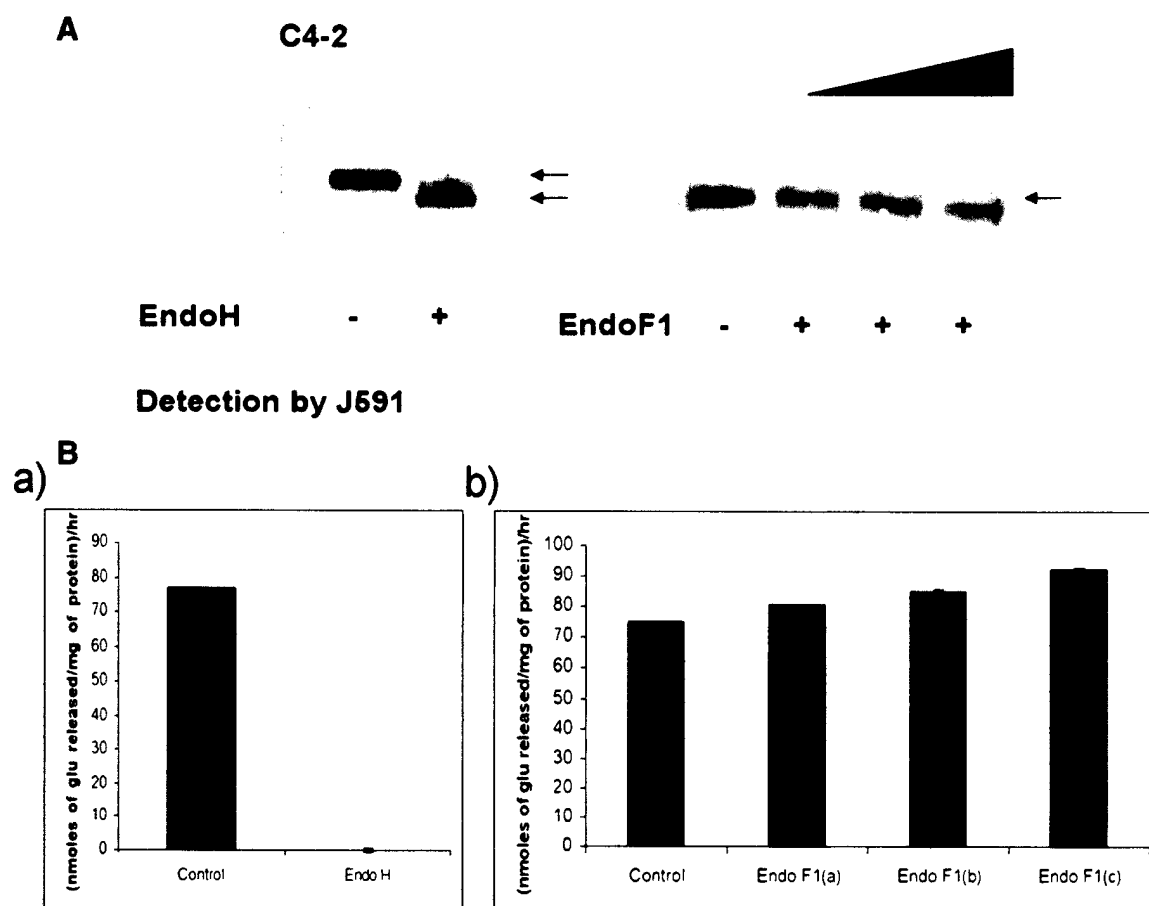 A
C4-2
EndoH - +
EndoF1 - + + +
Detection by J591
B
a)
(nmoles of glu released/mg of protein)/hr
90
80
70
60
50
40
30
20
10
0
Control Endo H
b)
(nmoles of glu released/mg of protein)/hr
100
90
80
70
60
50
40
30
20
10
0
Control Endo F1(a) Endo F1(b) Endo F1(c)